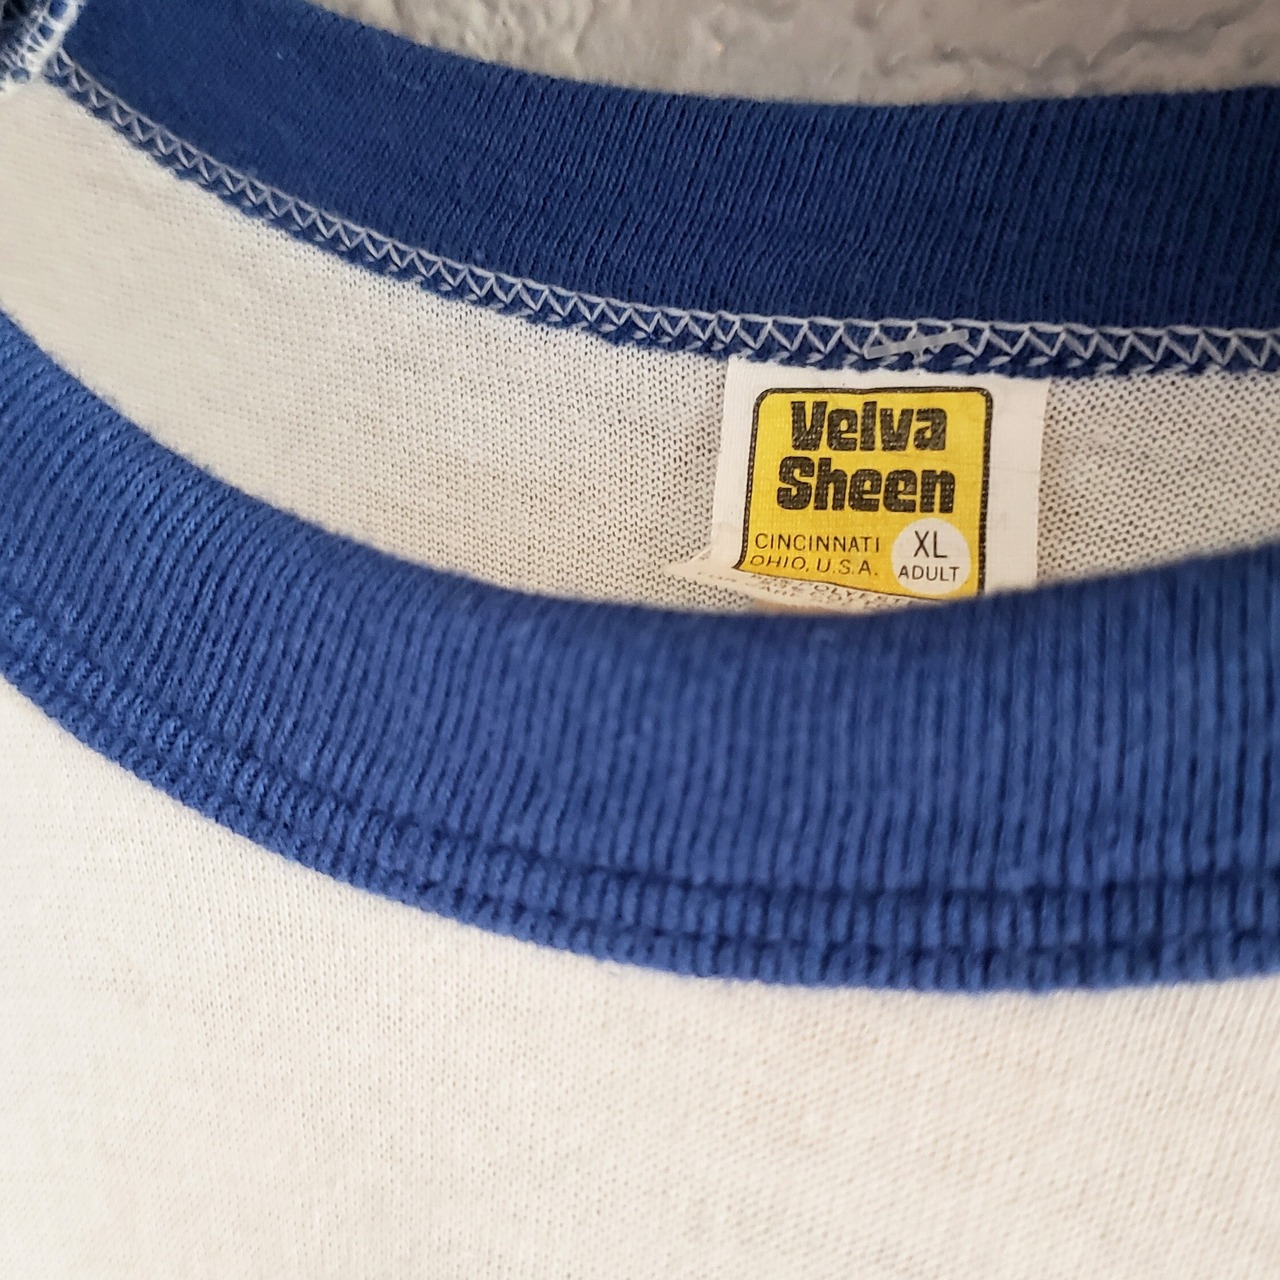 Velva
Sheen
CINCINNATI
OHIO, U.S.A.
XL
ADULT